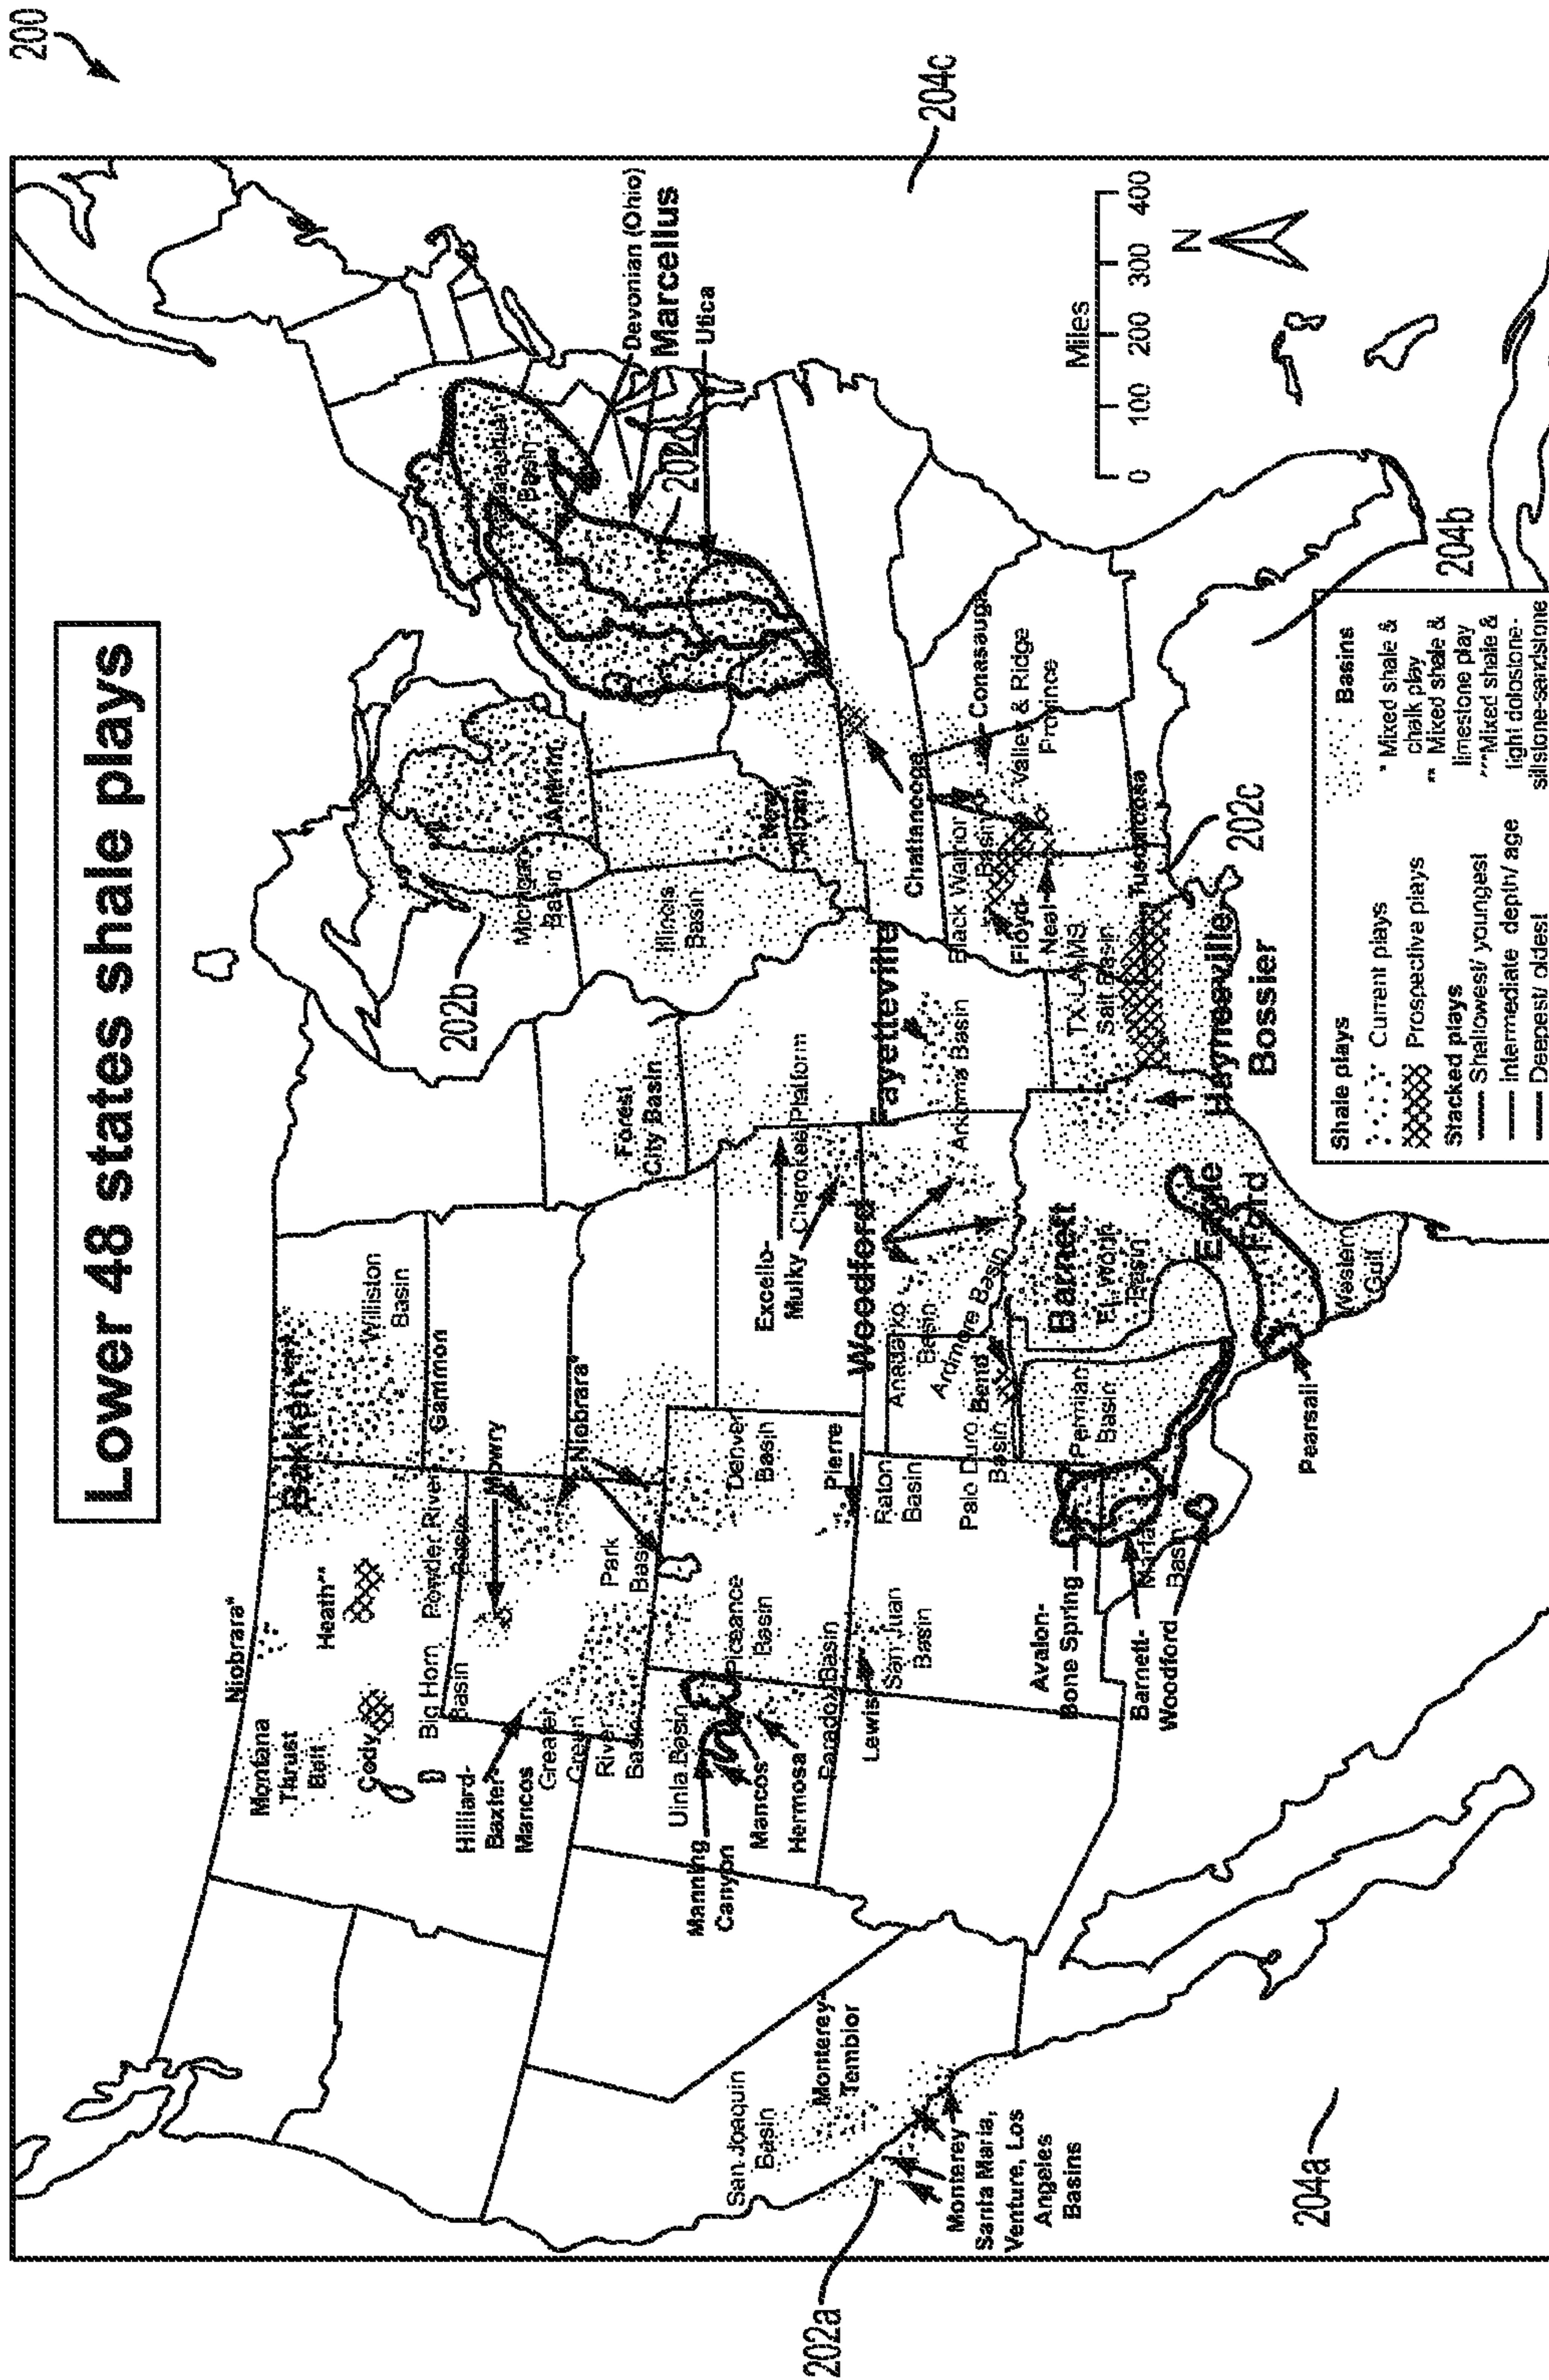 200
Lower 48 states shale plays
Niobrara*
Heath**
Montana
Thrust
Belt
Cody
Bakken***
Williston
Basin
Gammon
Powder River
Basin
Big Horn
Basin
Mowry
Niobrara*
Hilliard-
Baxter-
Mancos
Greater
Green
River
Basin
Park
Basin
Uinta Basin
Piceance
Basin
Denver
Basin
Manning
Canyon
Mancos
Hermosa
Paradox Basin
Pierre
Lewis
San Juan
Basin
Raton
Basin
San Joaquin
Basin
Monterey-
Temblor
Monterey
Santa Maria,
Venture, Los
Angeles
Basins
202a
204a
Forest
City Basin
Excello-
Mulky
Cherokee Platform
Woodford
Anadarko
Basin
Ardmore Basin
Arkoma Basin
Fayetteville
Palo Duro
Basin
Bend
Barnett
Ft. Worth
Basin
Permian
Basin
Avalon-
Bone Spring
Barnett-
Woodford
Marfa
Basin
Pearsall
Eagle
Ford
Western
Gulf
Haynesville
Bossier
TX-LA-MS
Salt Basin
Tuscaloosa
202c
202b
Michigan
Basin
Antrim
Illinois
Basin
New
Albany
Chattanooga
Black Warrior
Basin
Floyd-
Neal
Conasauga
Valley & Ridge
Province
Basin
Devonian (Ohio)
Marcellus
Utica
202d
204c
Miles
0 100 200 300 400
N
204b
Shale plays
Current plays
Prospective plays
Stacked plays
Shallowest/ youngest
Intermediate depth/ age
Deepest/ oldest
Basins
* Mixed shale &
chalk play
** Mixed shale &
limestone play
***Mixed shale &
tight dolostone-
siltstone-sandstone